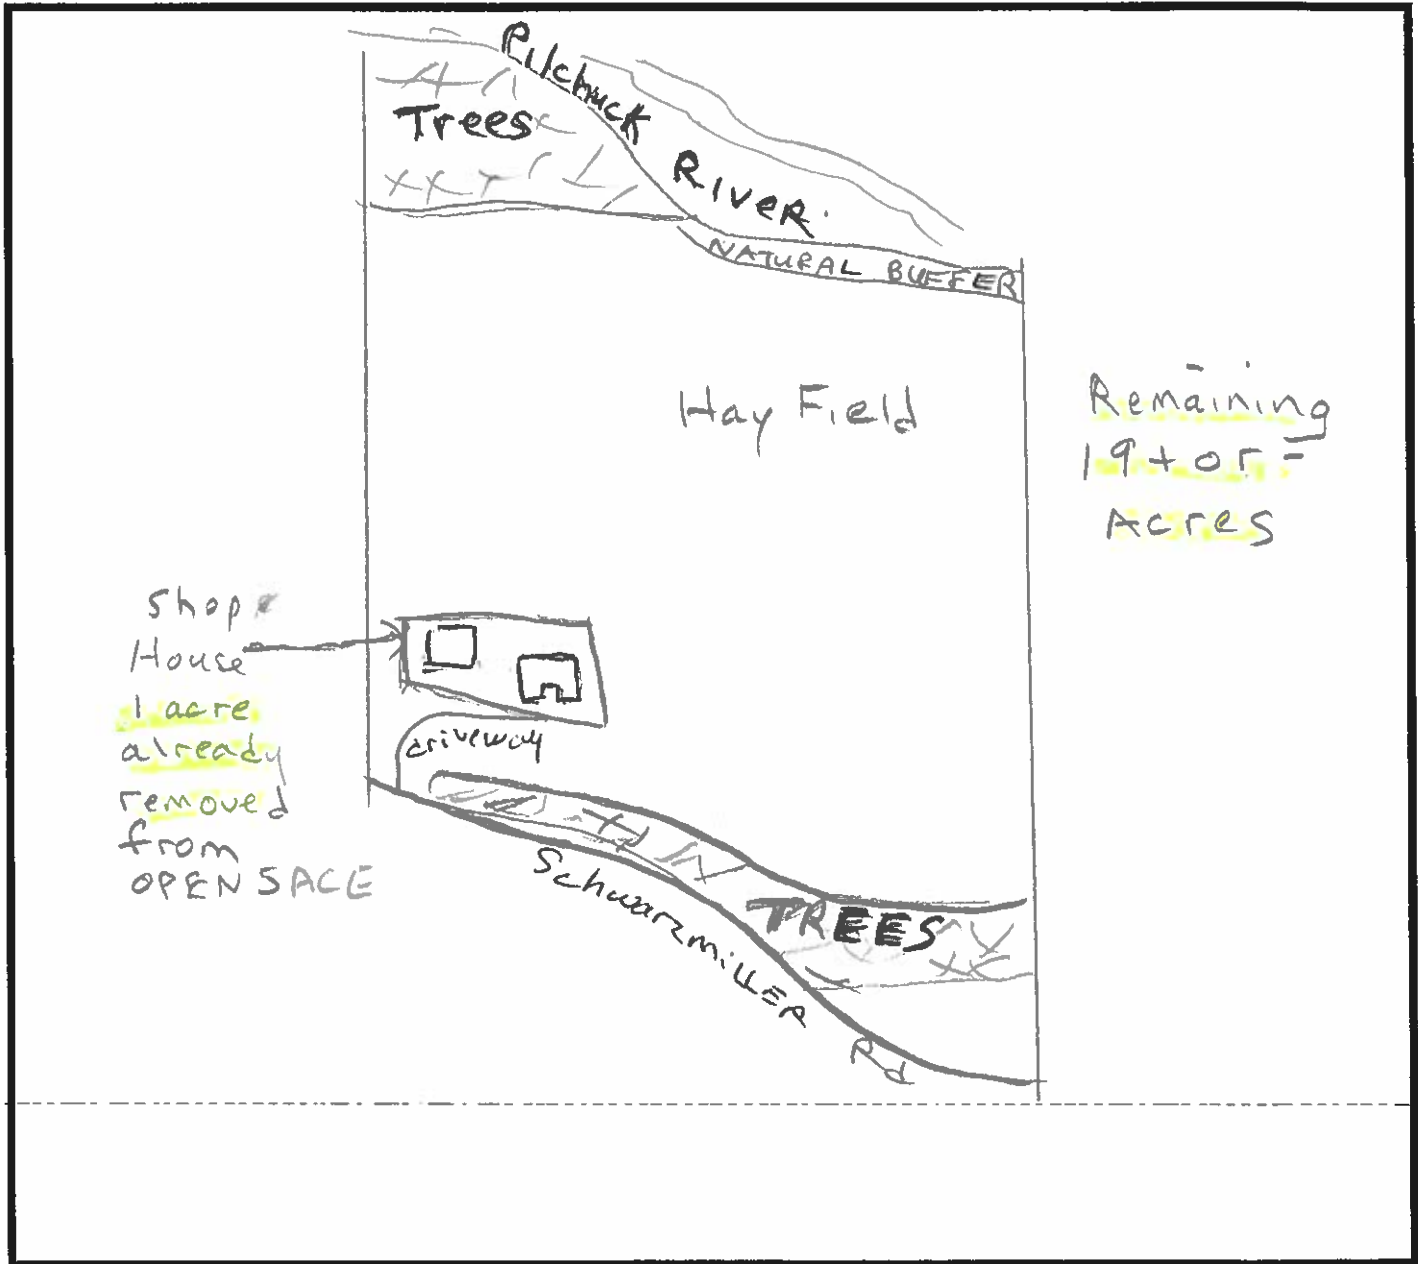 Pilchuck
River
Trees
NATURAL BUFFER
Hay Field
Remaining
19 + or -
Acres
Shop
House
1 acre
already
removed
from
OPEN SACE
driveway
TREES
SchwarzmillER
Rd